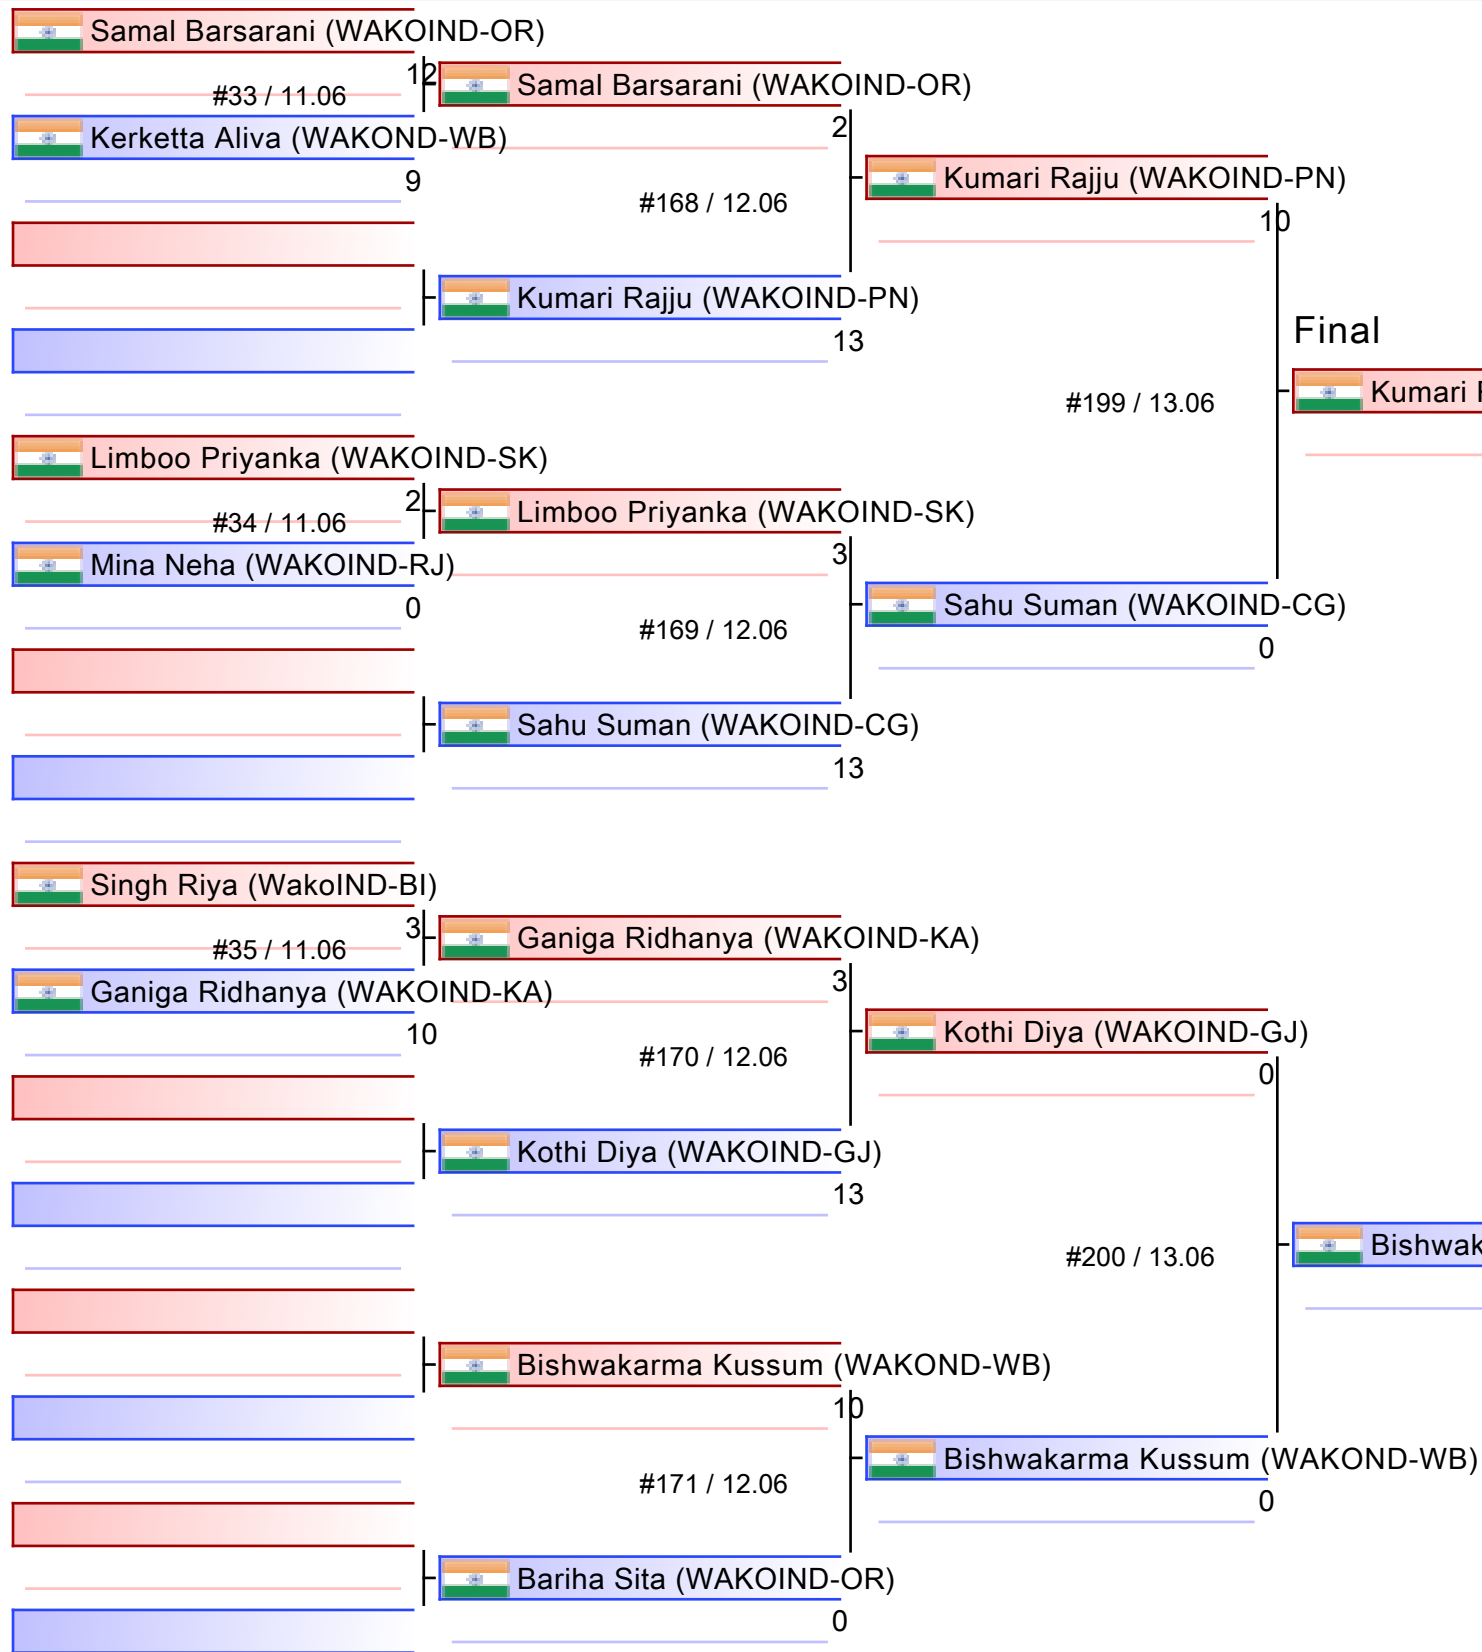 Samal Barsarani (WAKOIND-OR)
12
#33 / 11.06
Kerketta Aliva (WAKOND-WB)
9
Limboo Priyanka (WAKOIND-SK)
2
#34 / 11.06
Mina Neha (WAKOIND-RJ)
0
Singh Riya (WakoIND-BI)
3
#35 / 11.06
Ganiga Ridhanya (WAKOIND-KA)
10
Samal Barsarani (WAKOIND-OR)
2
#168 / 12.06
Kumari Rajju (WAKOIND-PN)
13
Limboo Priyanka (WAKOIND-SK)
3
#169 / 12.06
Sahu Suman (WAKOIND-CG)
13
Ganiga Ridhanya (WAKOIND-KA)
3
#170 / 12.06
Kothi Diya (WAKOIND-GJ)
13
Bishwakarma Kussum (WAKOND-WB)
10
#171 / 12.06
Bariha Sita (WAKOIND-OR)
0
Kumari Rajju (WAKOIND-PN)
10
#199 / 13.06
Sahu Suman (WAKOIND-CG)
0
Kothi Diya (WAKOIND-GJ)
0
#200 / 13.06
Bishwakarma Kussum (WAKOND-WB)
0
Final
Kumari